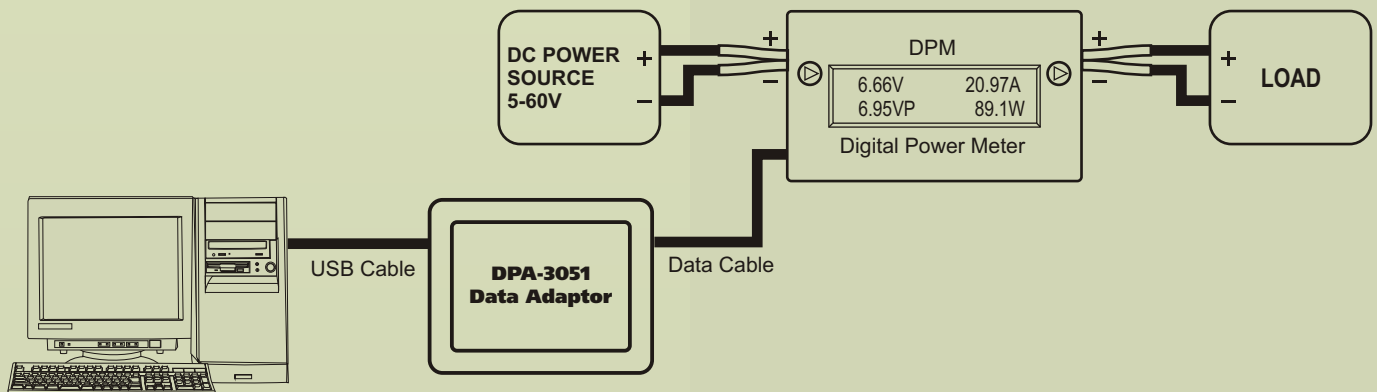 DC POWER
SOURCE
5-60V
+
−
+
−
DPM
6.66V 20.97A
6.95VP 89.1W
Digital Power Meter
+
−
+
−
LOAD
USB Cable
DPA-3051
Data Adaptor
Data Cable